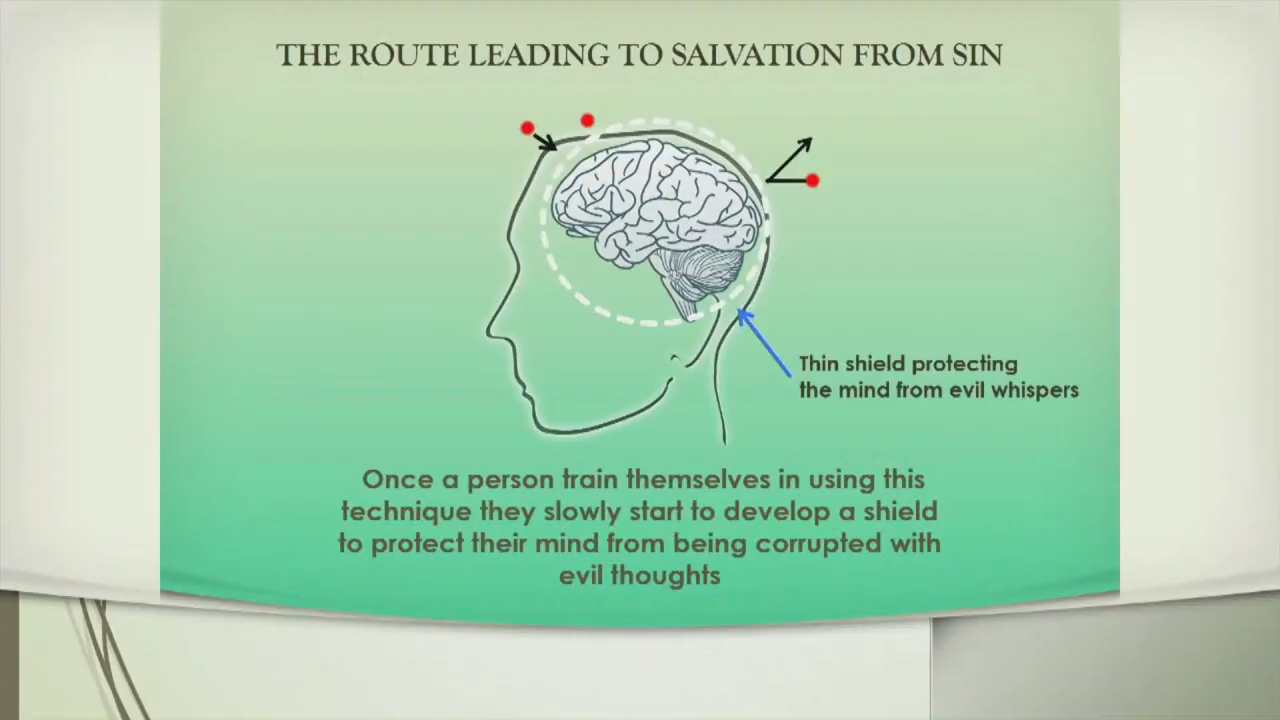 THE ROUTE LEADING TO SALVATION FROM SIN
Thin shield protecting
the mind from evil whispers
Once a person train themselves in using this
technique they slowly start to develop a shield
to protect their mind from being corrupted with
evil thoughts